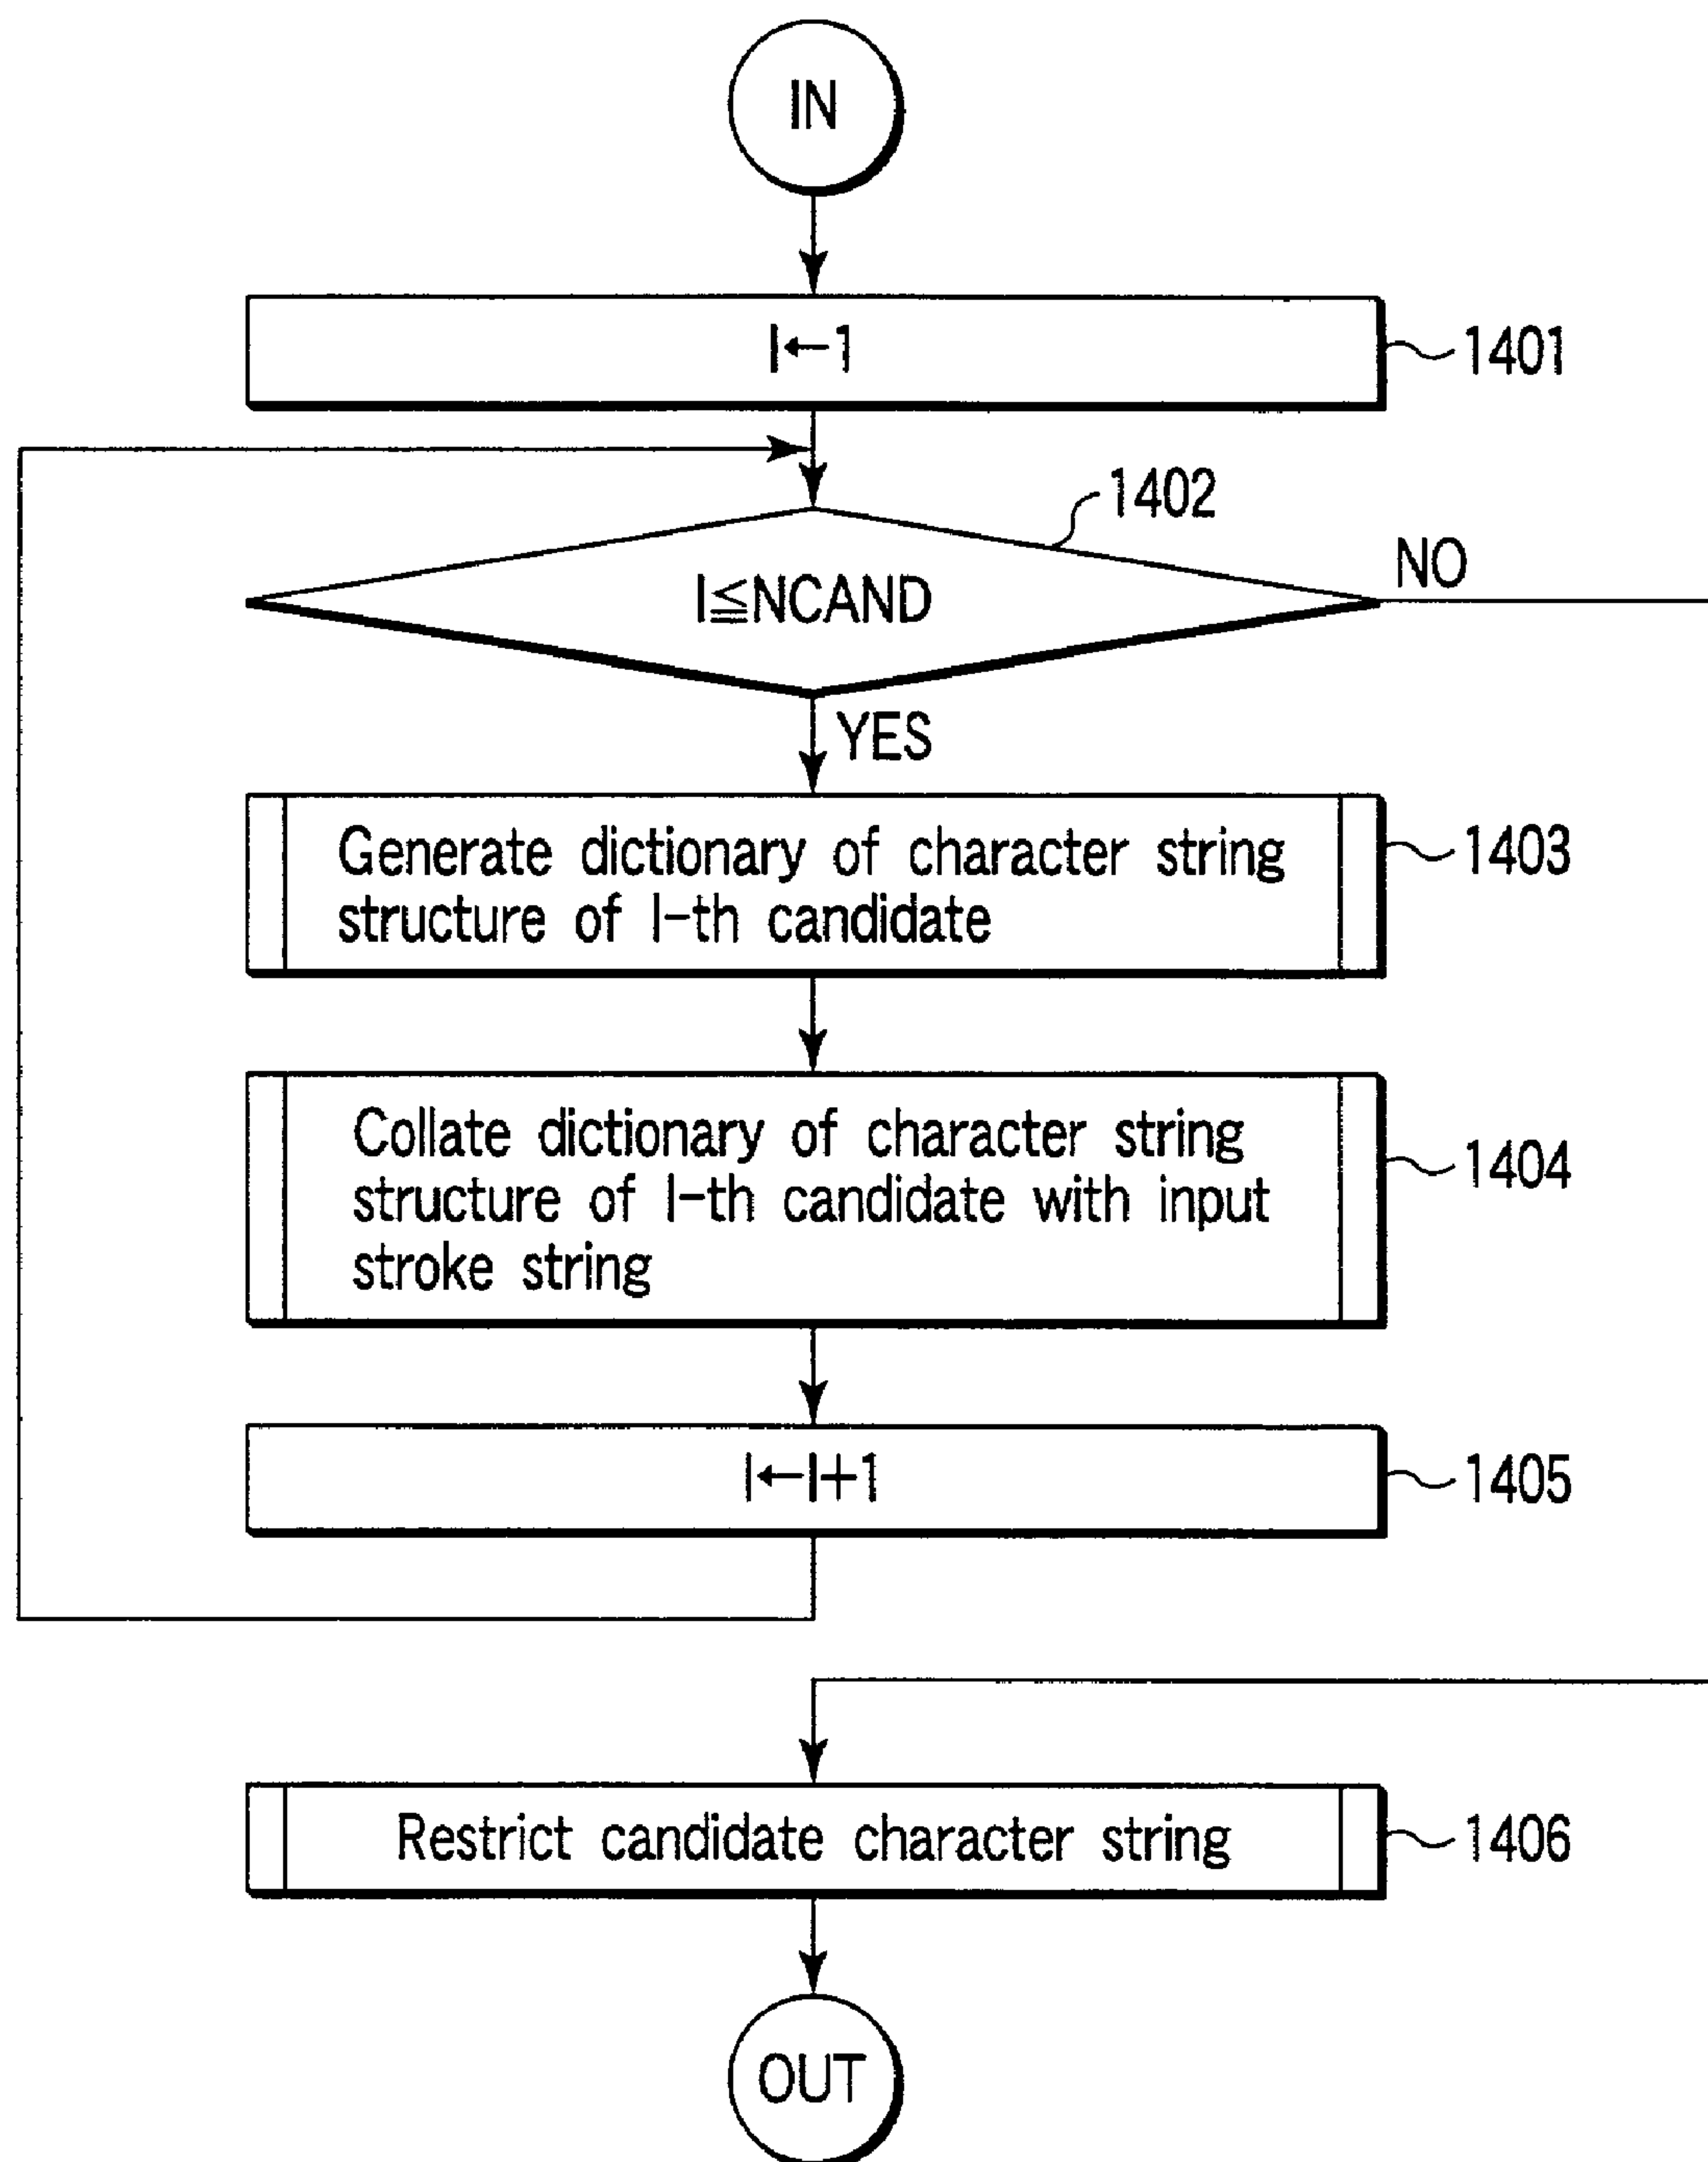 IN
I←1
1401
1402
I≦NCAND
NO
YES
Generate dictionary of character string
structure of I-th candidate
1403
Collate dictionary of character string
structure of I-th candidate with input
stroke string
1404
I←I+1
1405
Restrict candidate character string
1406
OUT